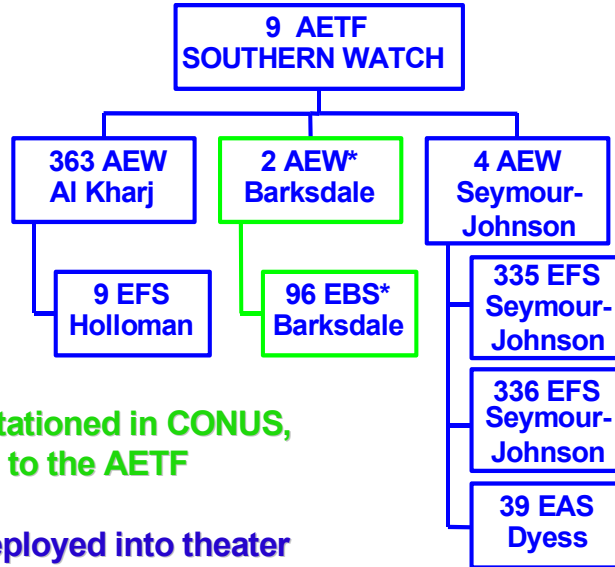 9 AETF
SOUTHERN WATCH
363 AEW
Al Kharj
2 AEW*
Barksdale
4 AEW
Seymour-
Johnson
9 EFS
Holloman
96 EBS*
Barksdale
335 EFS
Seymour-
Johnson
336 EFS
Seymour-
Johnson
39 EAS
Dyess
tationed in CONUS,
to the AETF
eployed into theater